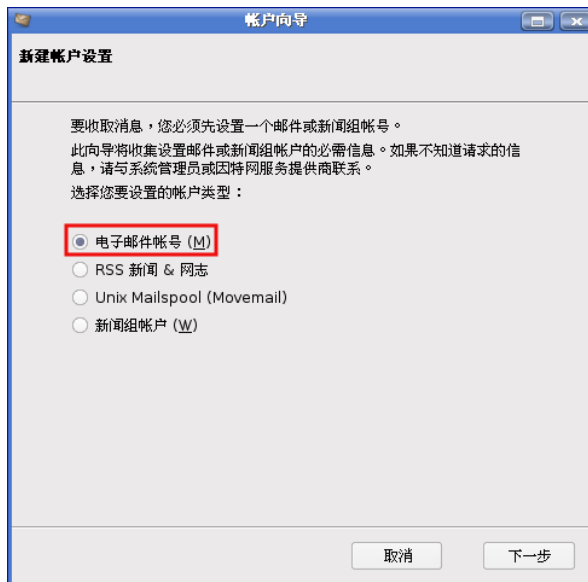 帐户向导
新建帐户设置
要收取消息，您必须先设置一个邮件或新闻组帐号。
此向导将收集设置邮件或新闻组帐户的必需信息。如果不知道请求的信
息，请与系统管理员或因特网服务提供商联系。
选择您要设置的帐户类型：
电子邮件帐号 (M)
RSS 新闻 & 网志
Unix Mailspool (Movemail)
新闻组帐户 (W)
取消
下一步